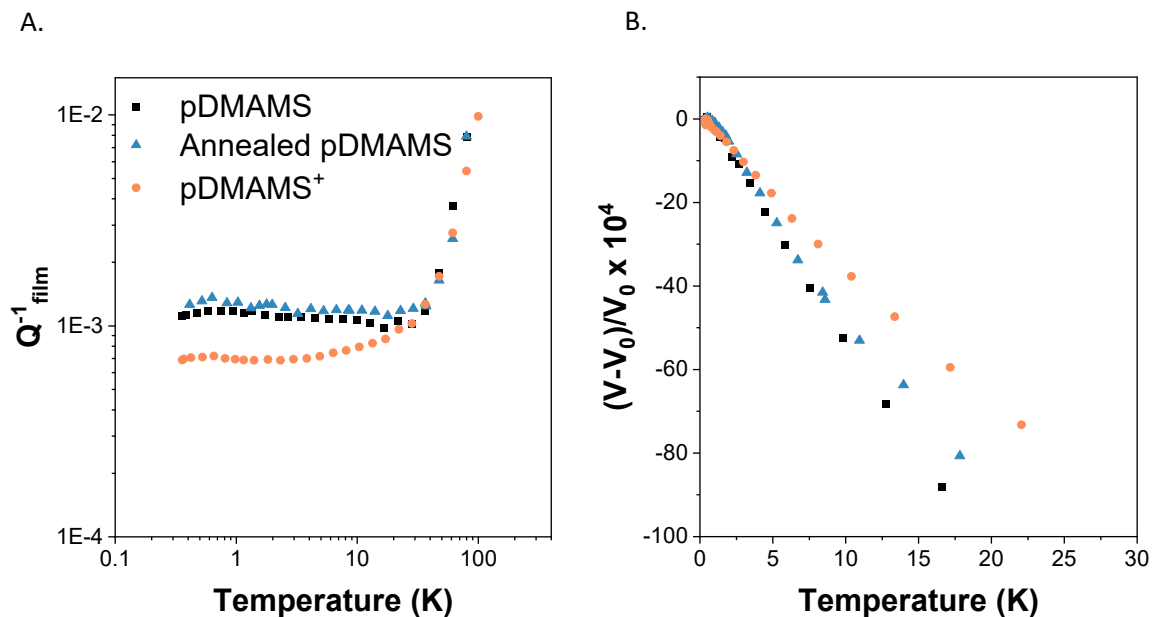 A.
B.
pDMAMS
Annealed pDMAMS
pDMAMS⁺
1E-2
1E-3
1E-4
Q⁻¹film
0.1 1 10 100
Temperature (K)
0
-20
-40
-60
-80
-100
(V-V₀)/V₀ x 10⁴
0 5 10 15 20 25 30
Temperature (K)